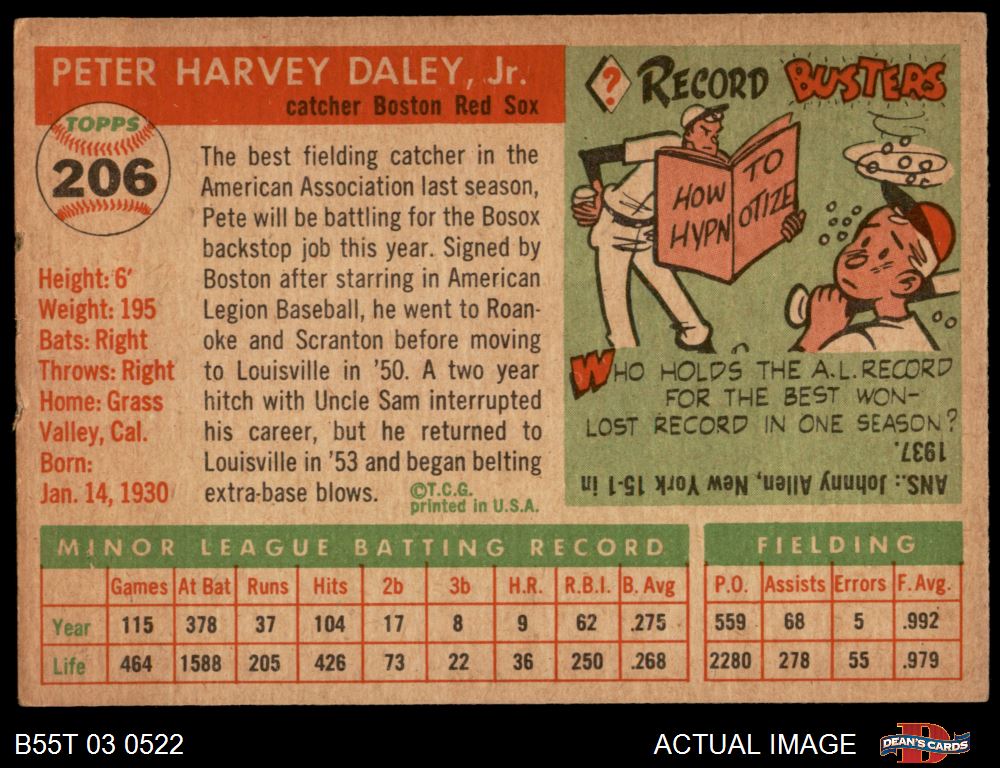 PETER HARVEY DALEY, Jr.
catcher Boston Red Sox
TOPPS
206
Height: 6'
Weight: 195
Bats: Right
Throws: Right
Home: Grass
Valley, Cal.
Born:
Jan. 14, 1930
The best fielding catcher in the
American Association last season,
Pete will be battling for the Bosox
backstop job this year. Signed by
Boston after starring in American
Legion Baseball, he went to Roan-
oke and Scranton before moving
to Louisville in '50. A two year
hitch with Uncle Sam interrupted
his career, but he returned to
Louisville in '53 and began belting
extra-base blows.
©T.C.G.
printed in U.S.A.
? RECORD BUSTERS
HOW TO
HYPNOTIZE
WHO HOLDS THE A.L. RECORD
FOR THE BEST WON-
LOST RECORD IN ONE SEASON?
ANS.: Johnny Allen, New York 15-1 in
1937.
MINOR LEAGUE BATTING RECORD FIELDING
Games At Bat Runs Hits 2b 3b H.R. R.B.I. B. Avg P.O. Assists Errors F. Avg.
Year 115 378 37 104 17 8 9 62 .275 559 68 5 .992
Life 464 1588 205 426 73 22 36 250 .268 2280 278 55 .979
B55T 03 0522
ACTUAL IMAGE
DEAN'S CARDS